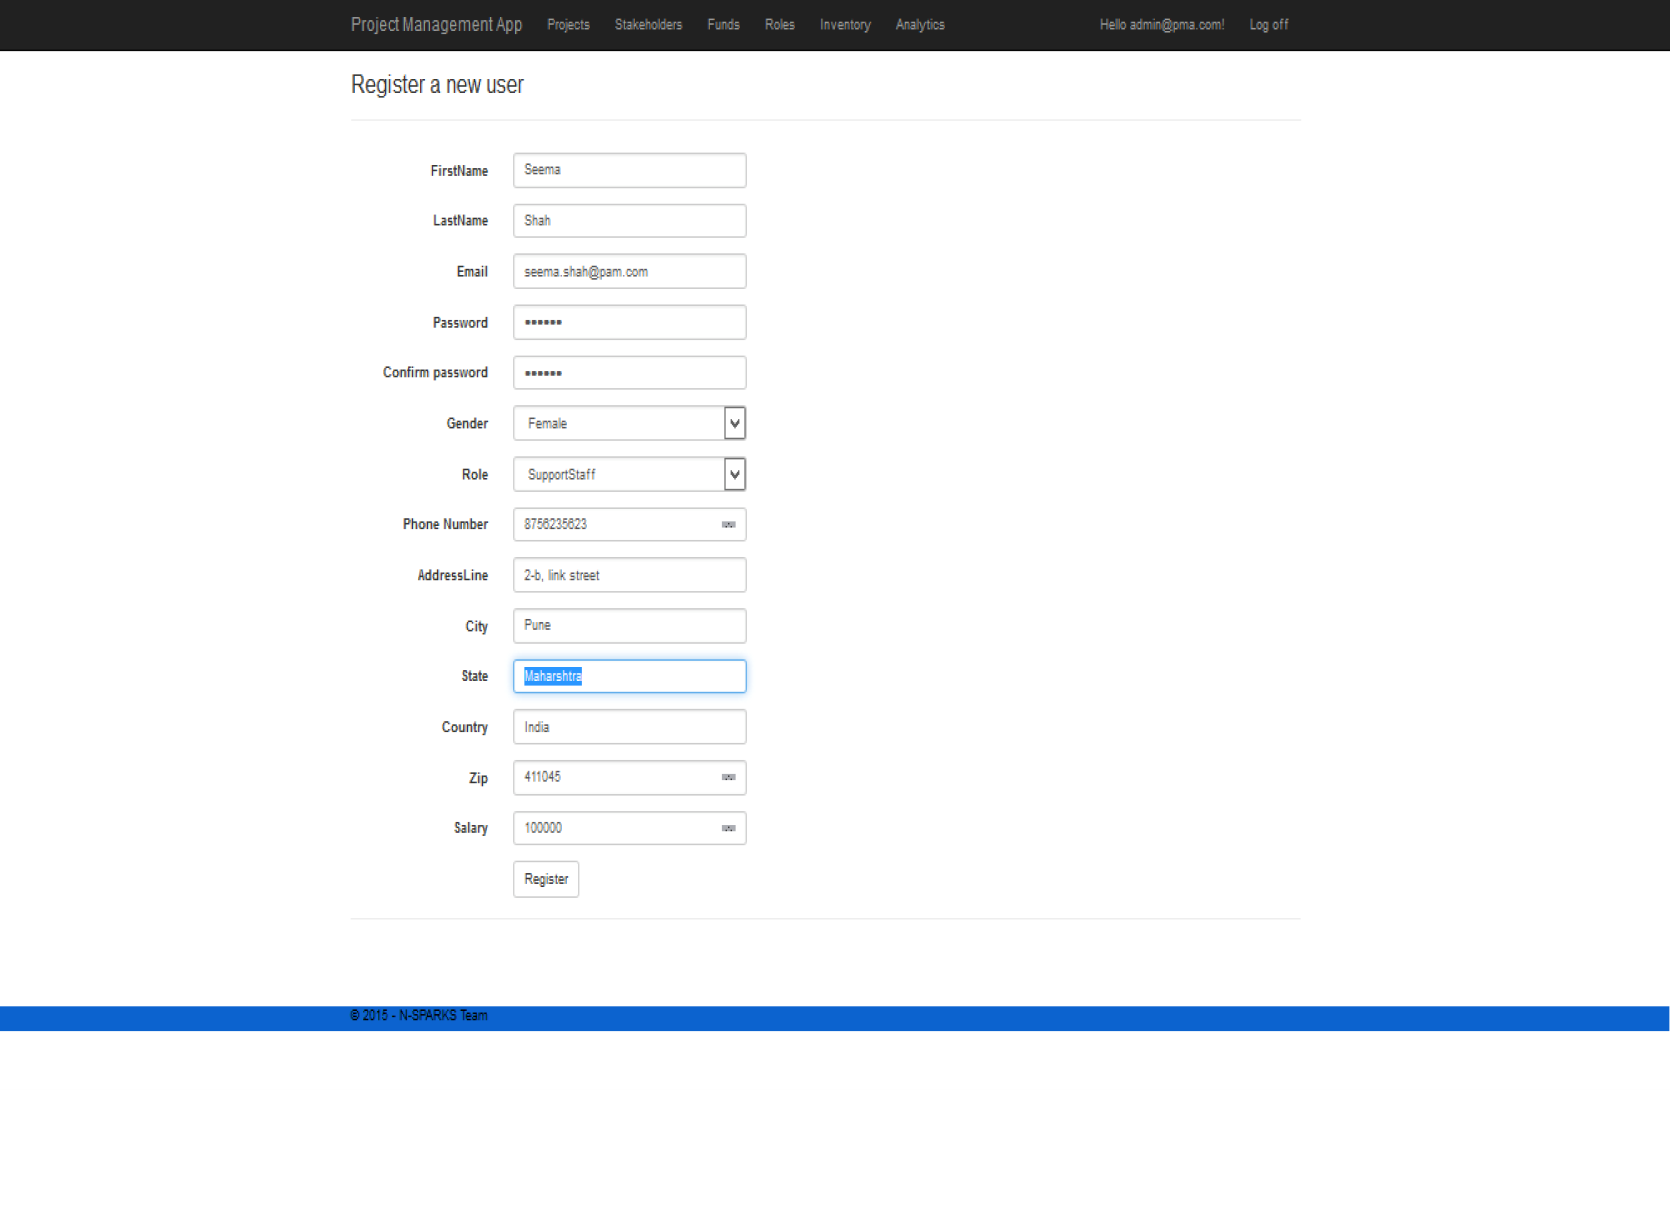 Project Management App Projects Stakeholders Funds Roles Inventory Analytics Hello admin@pma.com! Log off
Register a new user
FirstName Seema
LastName Shah
Email seema.shah@pam.com
Password ••••••
Confirm password ••••••
Gender Female
Role SupportStaff
Phone Number 8756235623
AddressLine 2-b, link street
City Pune
State Maharshtra
Country India
Zip 411045
Salary 100000
Register
© 2015 - N-SPARKS Team